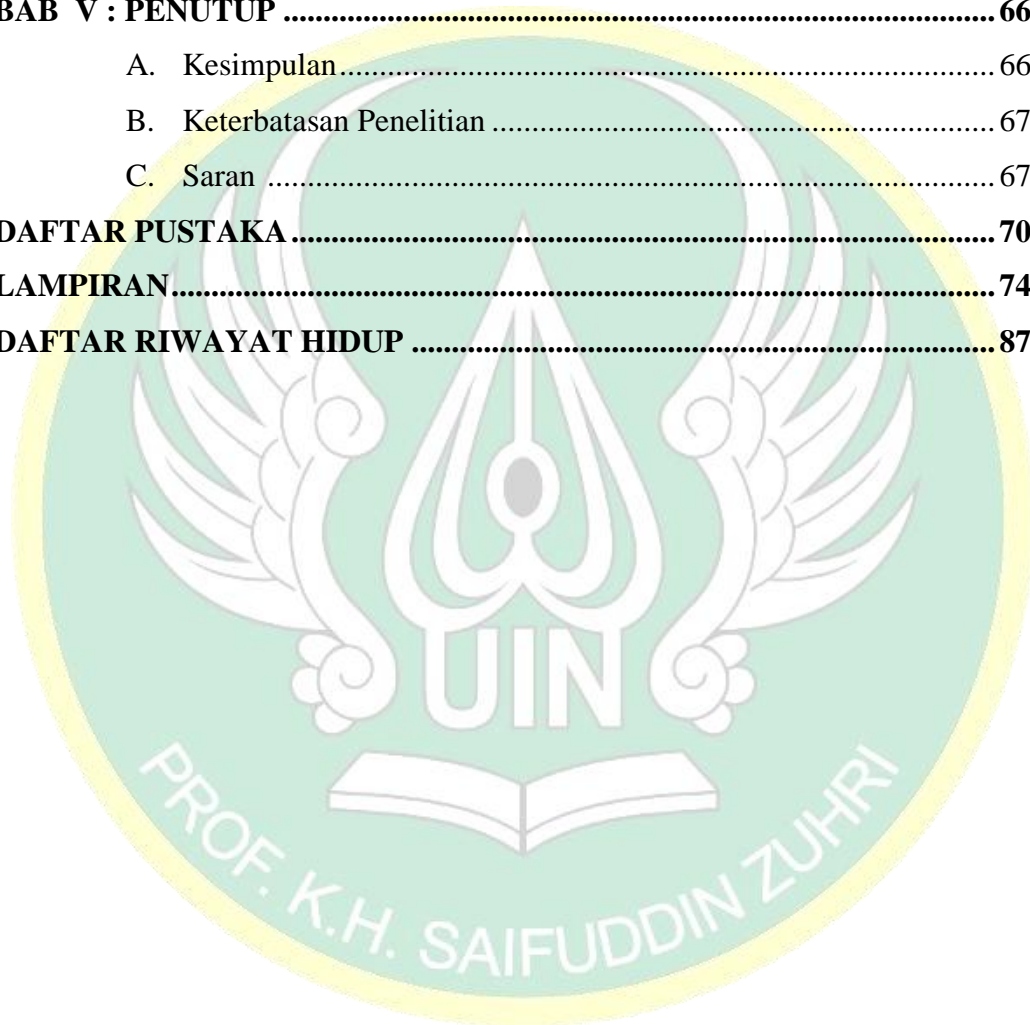 BAB V : PENUTUP ........................................................................................ 66
A. Kesimpulan................................................................................. 66
B. Keterbatasan Penelitian .............................................................. 67
C. Saran .......................................................................................... 67
DAFTAR PUSTAKA ....................................................................................... 70
LAMPIRAN...................................................................................................... 74
DAFTAR RIWAYAT HIDUP ........................................................................ 87
UIN
PROF. K.H. SAIFUDDIN ZUHRI